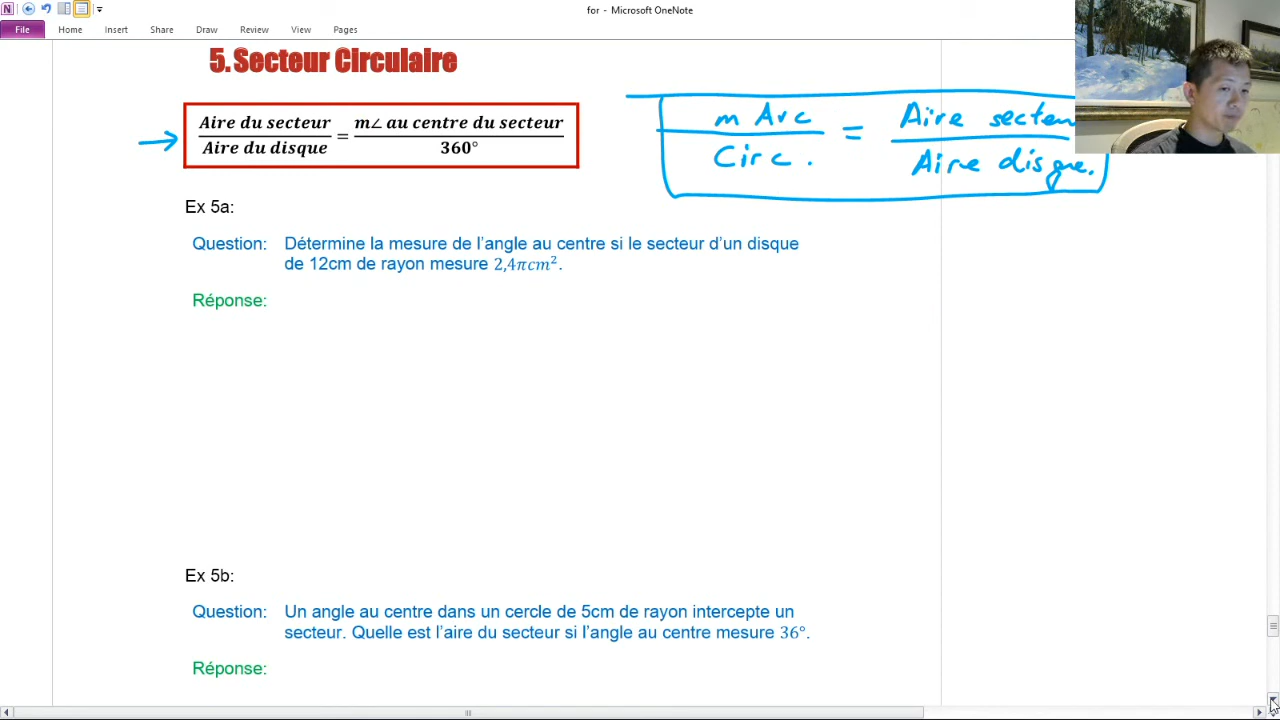 for - Microsoft OneNote
File Home Insert Share Draw Review View Pages
5. Secteur Circulaire
Aire du secteur / Aire du disque = m∠ au centre du secteur / 360°
m Arc / Circ. = Aire secteur / Aire disque.
Ex 5a:
Question: Détermine la mesure de l'angle au centre si le secteur d'un disque
de 12cm de rayon mesure 2,4πcm².
Réponse:
Ex 5b:
Question: Un angle au centre dans un cercle de 5cm de rayon intercepte un
secteur. Quelle est l'aire du secteur si l'angle au centre mesure 36°.
Réponse: